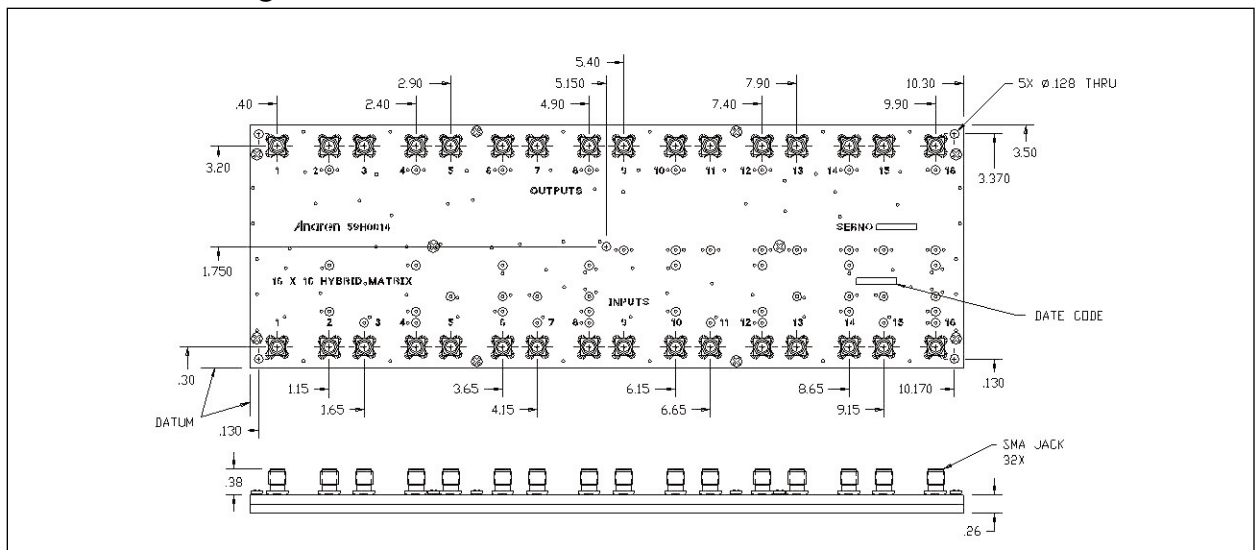 5.40
2.90 5.150 7.90 10.30
.40 2.40 4.90 7.40 9.90 5X Ø.128 THRU
3.20 3.50
3.370
1 2 3 4 5 6 7 8 9 10 11 12 13 14 15 16
OUTPUTS
Anaren 59H0014 SERNO
1.750
16 X 16 HYBRID MATRIX
INPUTS
DATE CODE
1 2 3 4 5 6 7 8 9 10 11 12 13 14 15 16
.30 .130
1.15 3.65 6.15 8.65 10.170
1.65 4.15 6.65 9.15
DATUM
.130
SMA JACK
32X
.38
.26